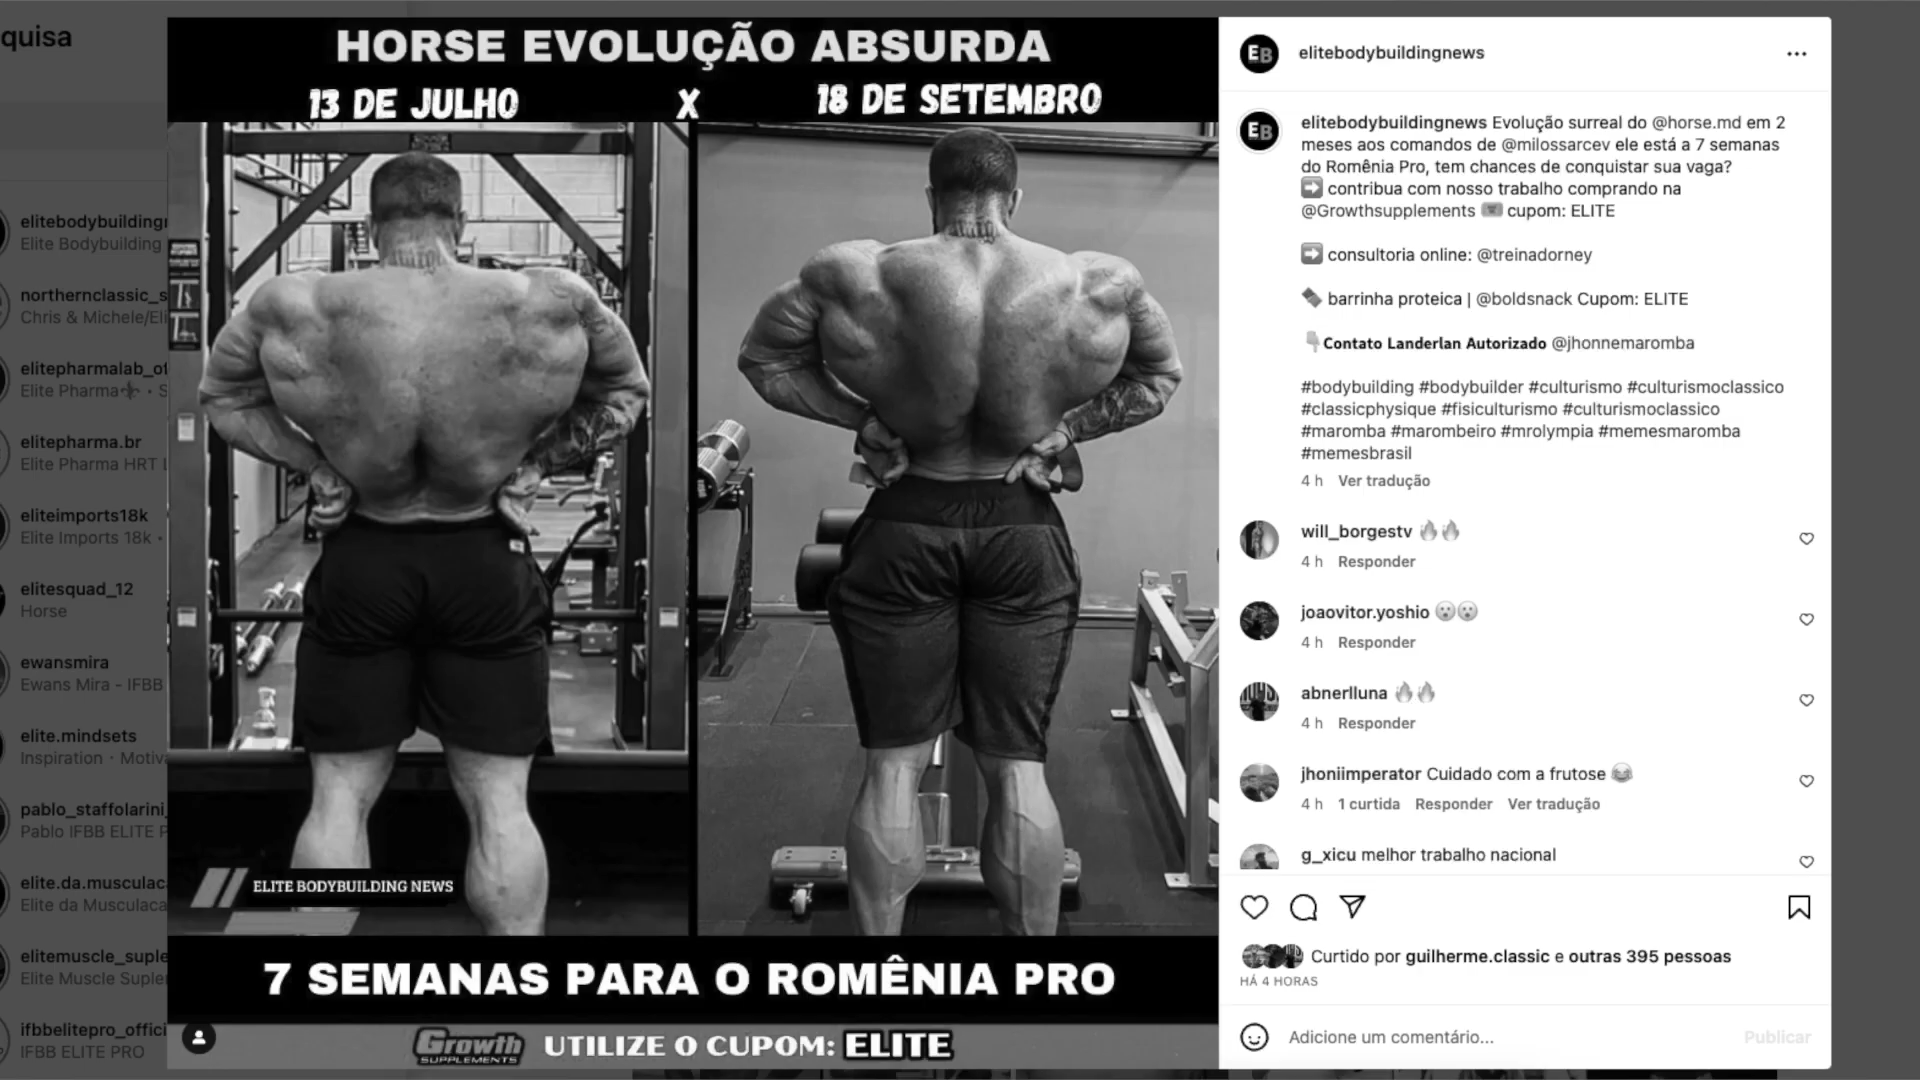 quisa
elitebodybuildingr
Elite Bodybuilding
northernclassic_s
Chris & Michele/Eli
elitepharmalab_of
Elite Pharma⚜ • S
elitepharma.br
Elite Pharma HRT L
eliteimports18k
Elite Imports 18k •
elitesquad_12
Horse
ewansmira
Ewans Mira - IFBB
elite.mindsets
Inspiration · Motiva
pablo_staffolarini_
Pablo IFBB ELITE P
elite.da.musculac
Elite da Musculaca
elitemuscle_suple
Elite Muscle Suplen
ifbbelitepro_offici
IFBB ELITE PRO
HORSE EVOLUÇÃO ABSURDA
13 DE JULHO X 18 DE SETEMBRO
ELITE BODYBUILDING NEWS
7 SEMANAS PARA O ROMÊNIA PRO
Growth SUPPLEMENTS UTILIZE O CUPOM: ELITE
EB elitebodybuildingnews
EB elitebodybuildingnews Evolução surreal do @horse.md em 2
meses aos comandos de @milossarcev ele está a 7 semanas
do Romênia Pro, tem chances de conquistar sua vaga?
➡️ contribua com nosso trabalho comprando na
@Growthsupplements 🎟️ cupom: ELITE
➡️ consultoria online: @treinadorney
🍫 barrinha proteica | @boldsnack Cupom: ELITE
👇Contato Landerlan Autorizado @jhonnemaromba
#bodybuilding #bodybuilder #culturismo #culturismoclassico
#classicphysique #fisiculturismo #culturismoclassico
#maromba #marombeiro #mrolympia #memesmaromba
#memesbrasil
4 h Ver tradução
will_borgestv 🔥🔥
4 h Responder
joaovitor.yoshio 😮😮
4 h Responder
abnerlluna 🔥🔥
4 h Responder
jhoniimperator Cuidado com a frutose 😂
4 h 1 curtida Responder Ver tradução
g_xicu melhor trabalho nacional
Curtido por guilherme.classic e outras 395 pessoas
HÁ 4 HORAS
Adicione um comentário... Publicar